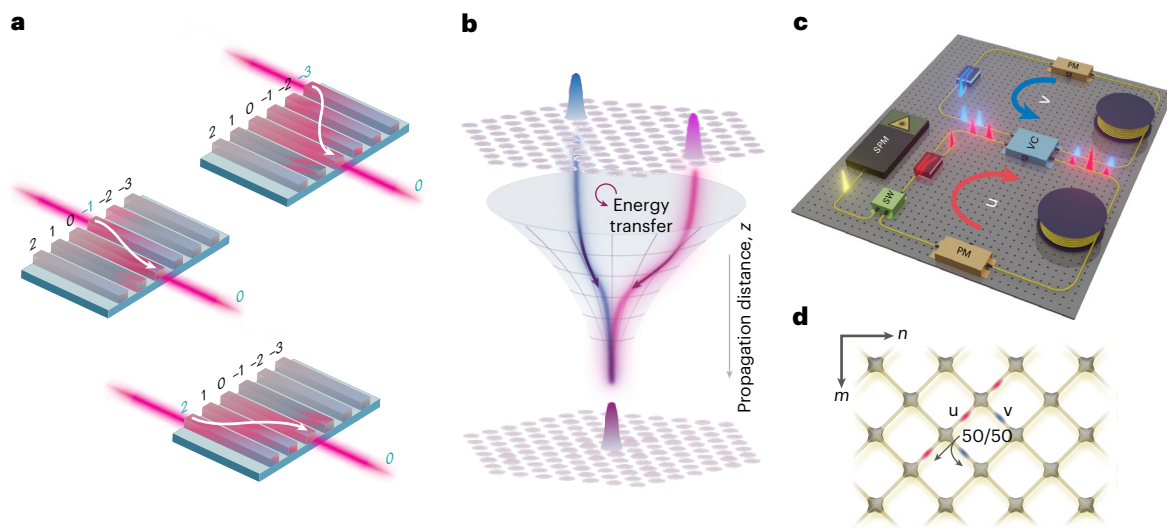 a
2 1 0 -1 -2 -3
0
2 1 0 -1 -2 -3
0
2 1 0 -1 -2 -3
0
b
Energy
transfer
Propagation distance, z
c
PM
v
VC
SPM
SW
u
PM
d
n
m
u v
50/50